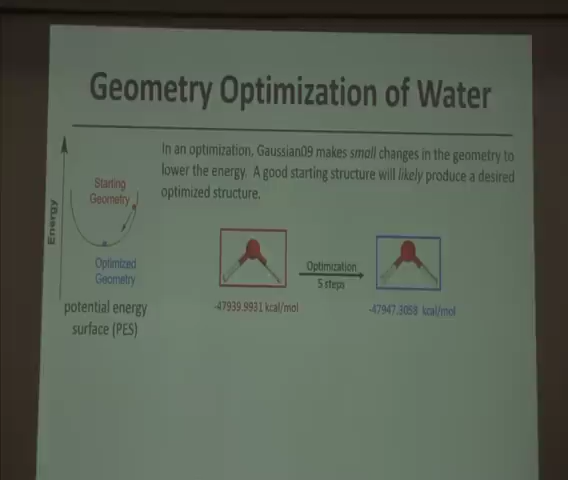 Geometry Optimization of Water
In an optimization, Gaussian09 makes small changes in the geometry to
lower the energy. A good starting structure will likely produce a desired
optimized structure.
Energy
Starting
Geometry
Optimized
Geometry
potential energy
surface (PES)
Optimization
5 steps
-47939.9931 kcal/mol
-47947.3058 kcal/mol